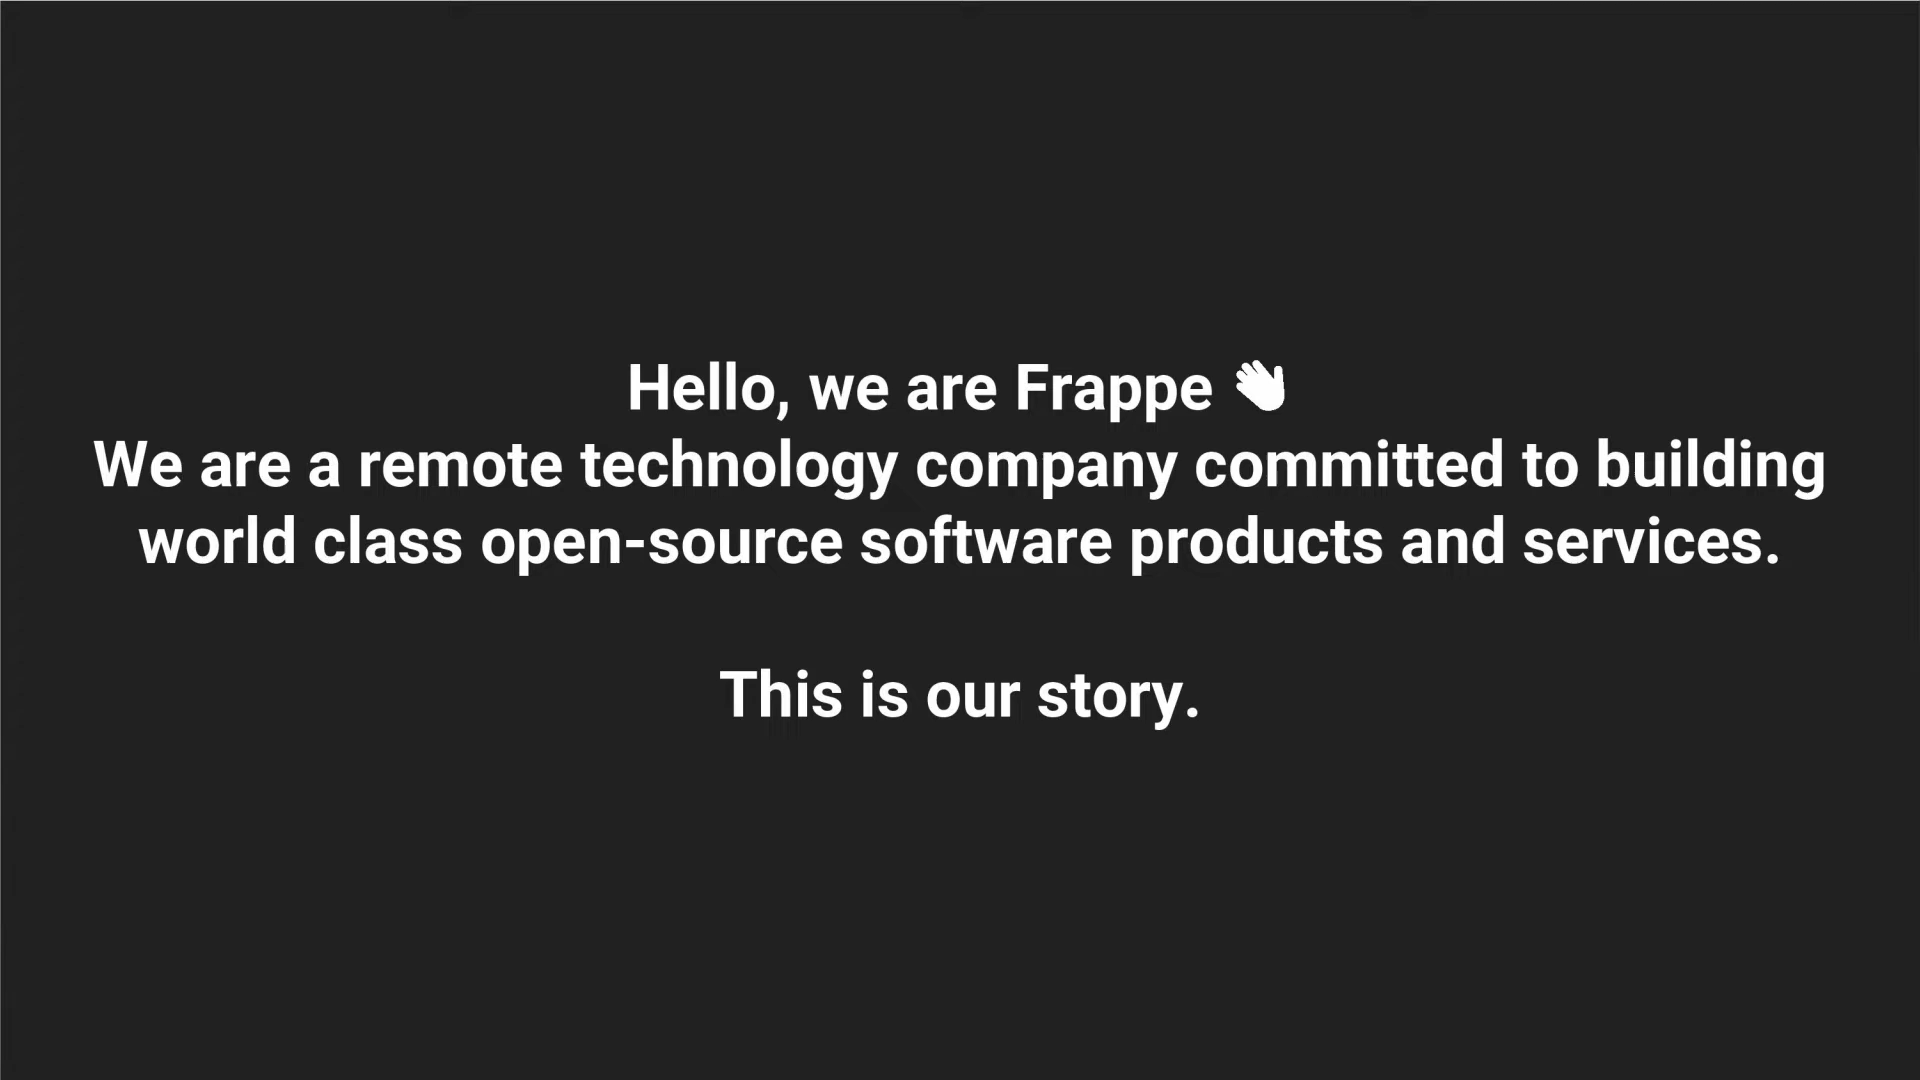 Hello, we are Frappe 👋
We are a remote technology company committed to building
world class open-source software products and services.
This is our story.